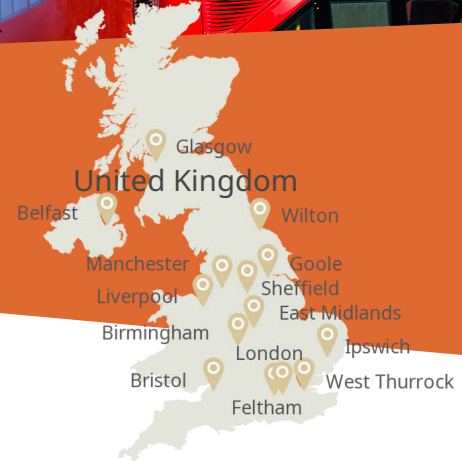 Glasgow
United Kingdom
Belfast
Wilton
Manchester
Goole
Sheffield
Liverpool
East Midlands
Birmingham
Ipswich
London
Bristol
West Thurrock
Feltham